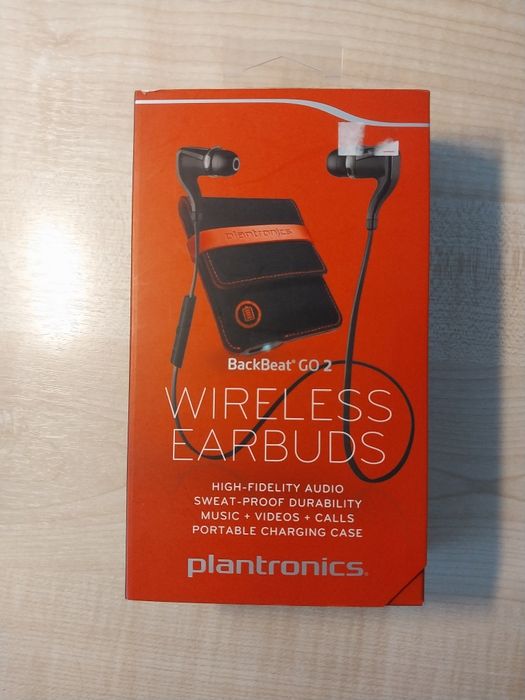 plantronics
BackBeat® GO 2
WIRELESS
EARBUDS
HIGH-FIDELITY AUDIO
SWEAT-PROOF DURABILITY
MUSIC + VIDEOS + CALLS
PORTABLE CHARGING CASE
plantronics®